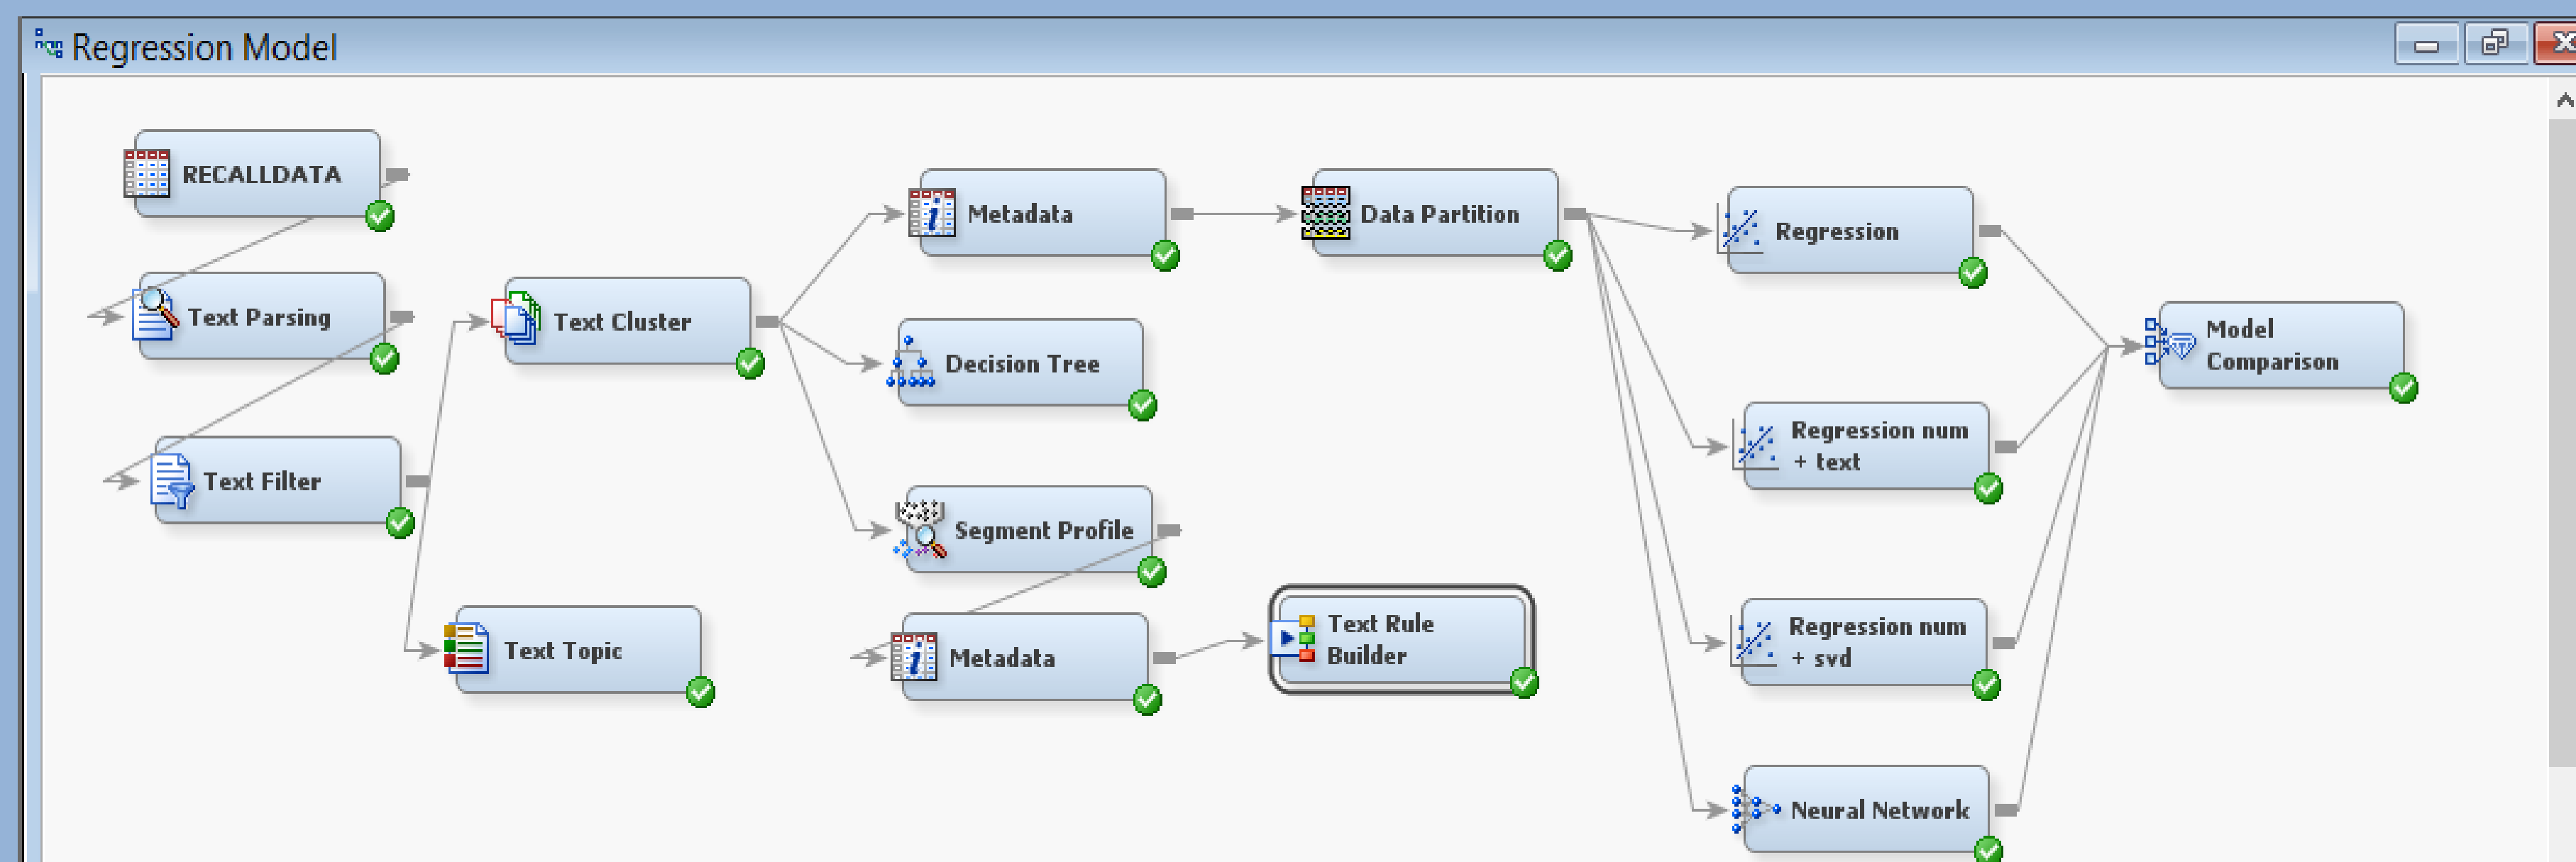 Regression Model
RECALLDATA
Text Parsing
Text Filter
Text Cluster
Text Topic
Metadata
Decision Tree
Segment Profile
Metadata
Data Partition
Text Rule
Builder
Regression
Regression num
+ text
Regression num
+ svd
Neural Network
Model
Comparison